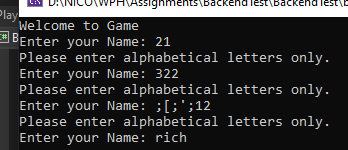 Play
D:\NICO\WPH\Assignments\BackendTest\BackendTest\b
Welcome to Game
Enter your Name: 21
Please enter alphabetical letters only.
Enter your Name: 322
Please enter alphabetical letters only.
Enter your Name: ;[;';12
Please enter alphabetical letters only.
Enter your Name: rich